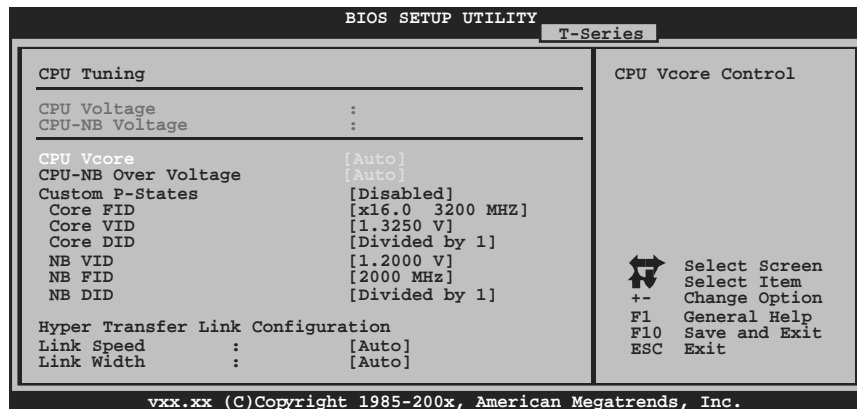 BIOS SETUP UTILITY
T-Series
CPU Tuning
CPU Voltage :
CPU-NB Voltage :
CPU Vcore [Auto]
CPU-NB Over Voltage [Auto]
Custom P-States [Disabled]
Core FID [x16.0 3200 MHZ]
Core VID [1.3250 V]
Core DID [Divided by 1]
NB VID [1.2000 V]
NB FID [2000 MHz]
NB DID [Divided by 1]
Hyper Transfer Link Configuration
Link Speed : [Auto]
Link Width : [Auto]
CPU Vcore Control
Select Screen
Select Item
+- Change Option
F1 General Help
F10 Save and Exit
ESC Exit
vxx.xx (C)Copyright 1985-200x, American Megatrends, Inc.